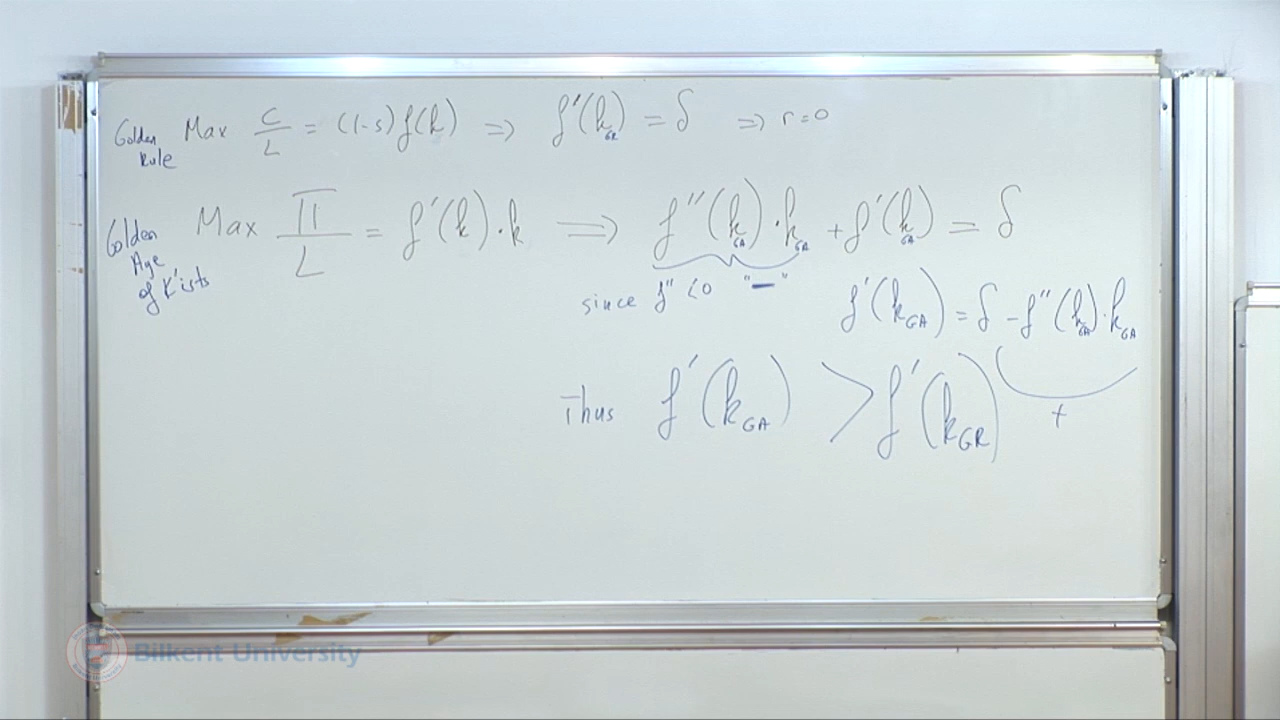 Golden Rule Max C/L = (1-s) f(k) ⇒ f'(k_GR) = δ ⇒ r=0
Golden Age of K'ists Max Π/L = f'(k)·k ⇒ f''(k_GA)·k_GA + f'(k_GA) = δ
since f'' <0 "−"
f'(k_GA) = δ - f''(k_GA)·k_GA
+
Thus f'(k_GA) > f'(k_GR)
Bilkent University